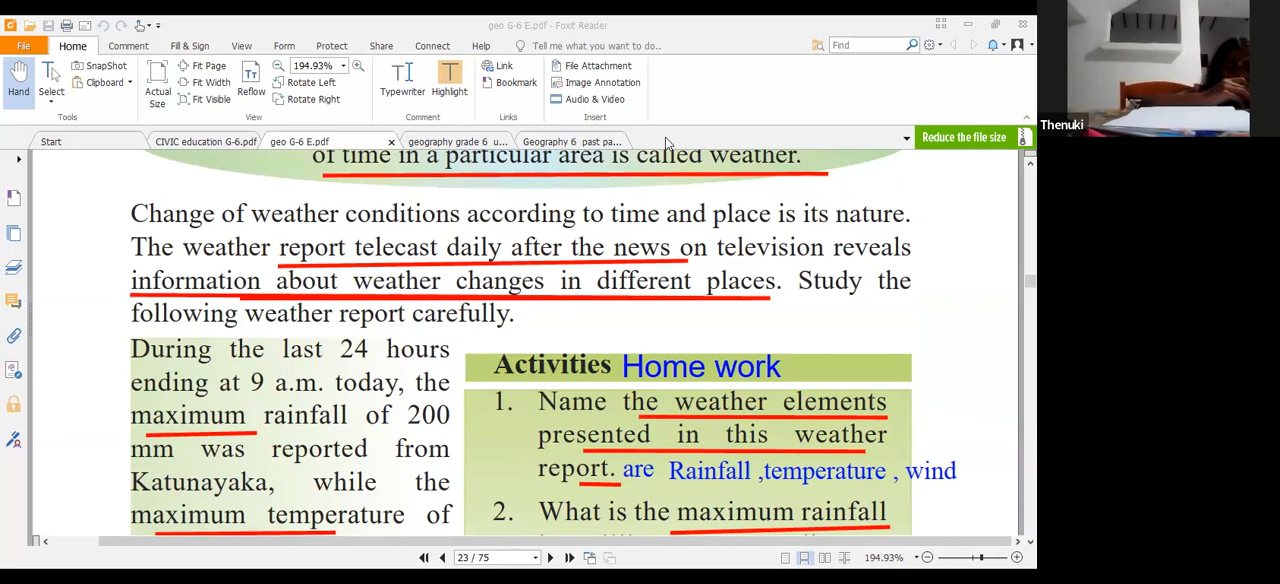 geo G-6 E.pdf - Foxit Reader
File Home Comment Fill & Sign View Form Protect Share Connect Help Tell me what you want to do.. Find
Hand Select SnapShot Clipboard Actual Size Fit Page Fit Width Fit Visible Reflow 194.93% Rotate Left Rotate Right Typewriter Highlight Link Bookmark File Attachment Image Annotation Audio & Video
Tools View Comment Links Insert
Start CIVIC education G-6.pdf geo G-6 E.pdf geography grade 6 u... Geography 6 past pa... Reduce the file size
Thenuki
of time in a particular area is called weather.
Change of weather conditions according to time and place is its nature.
The weather report telecast daily after the news on television reveals
information about weather changes in different places. Study the
following weather report carefully.
During the last 24 hours
ending at 9 a.m. today, the
maximum rainfall of 200
mm was reported from
Katunayaka, while the
maximum temperature of
Activities Home work
1. Name the weather elements
presented in this weather
report. are Rainfall ,temperature , wind
2. What is the maximum rainfall
23 / 75 194.93%